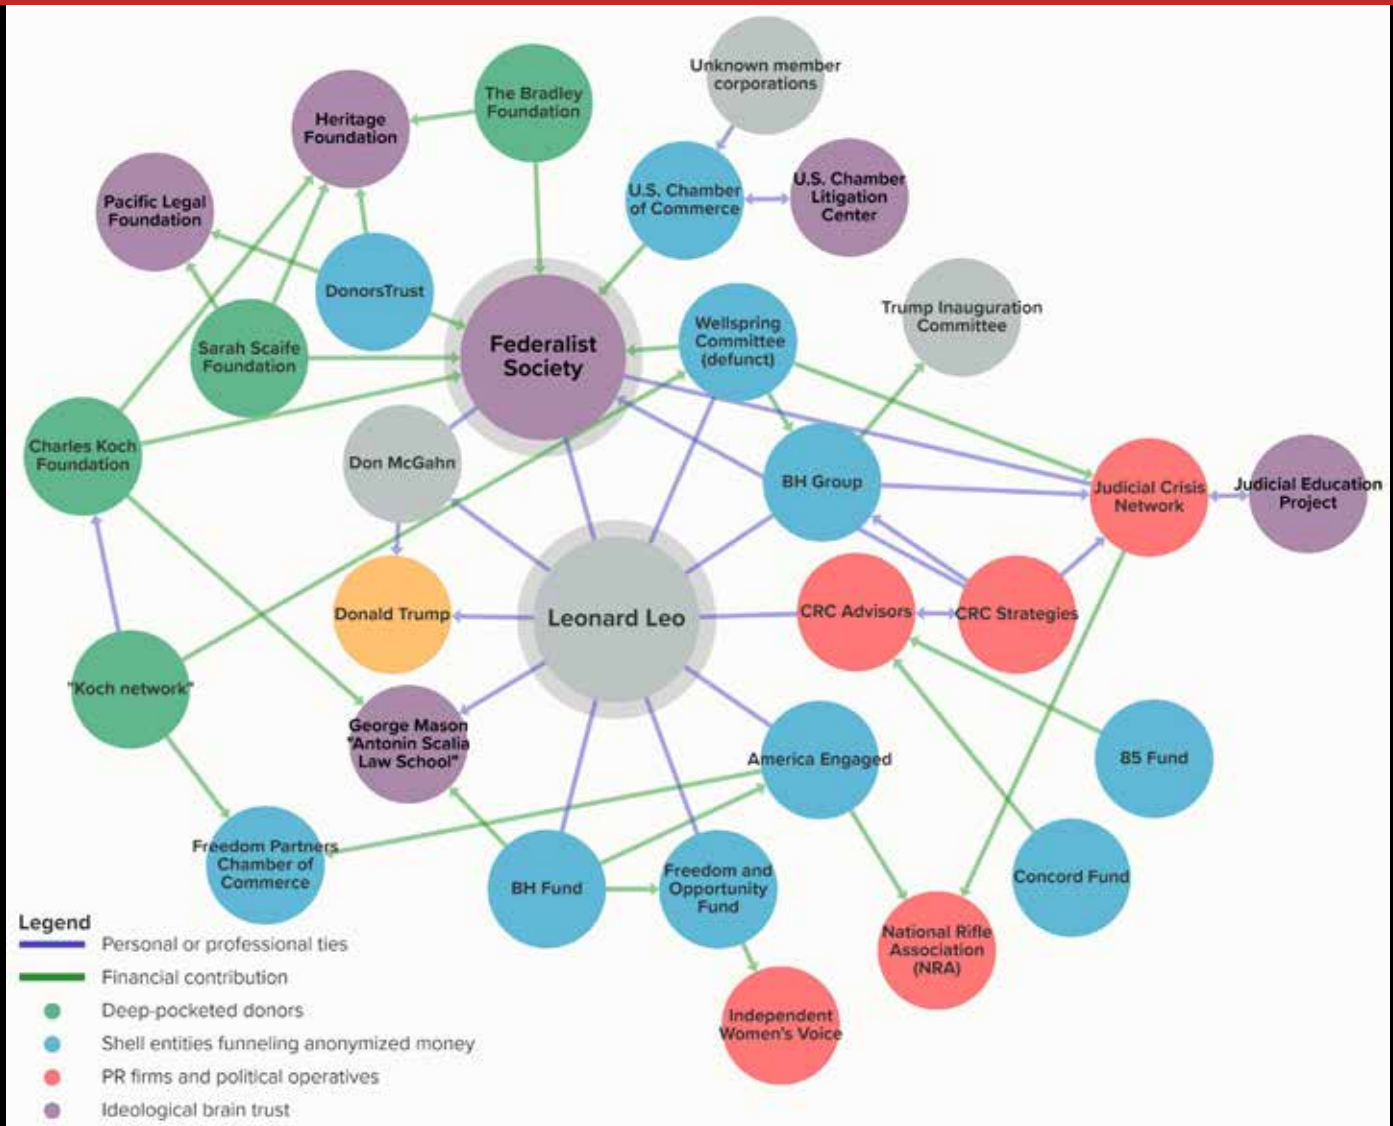 Unknown member
corporations
The Bradley
Foundation
Heritage
Foundation
U.S. Chamber
of Commerce
U.S. Chamber
Litigation
Center
Pacific Legal
Foundation
DonorsTrust
Trump Inauguration
Committee
Wellspring
Committee
(defunct)
Federalist
Society
Sarah Scaife
Foundation
Charles Koch
Foundation
Don McGahn
BH Group
Judicial Crisis
Network
Judicial Education
Project
Donald Trump
Leonard Leo
CRC Advisors
CRC Strategies
"Koch network"
George Mason
"Antonin Scalia
Law School"
America Engaged
85 Fund
Freedom Partners
Chamber of
Commerce
BH Fund
Freedom and
Opportunity
Fund
Concord Fund
National Rifle
Association
(NRA)
Independent
Women's Voice
Legend
Personal or professional ties
Financial contribution
Deep-pocketed donors
Shell entities funneling anonymized money
PR firms and political operatives
Ideological brain trust